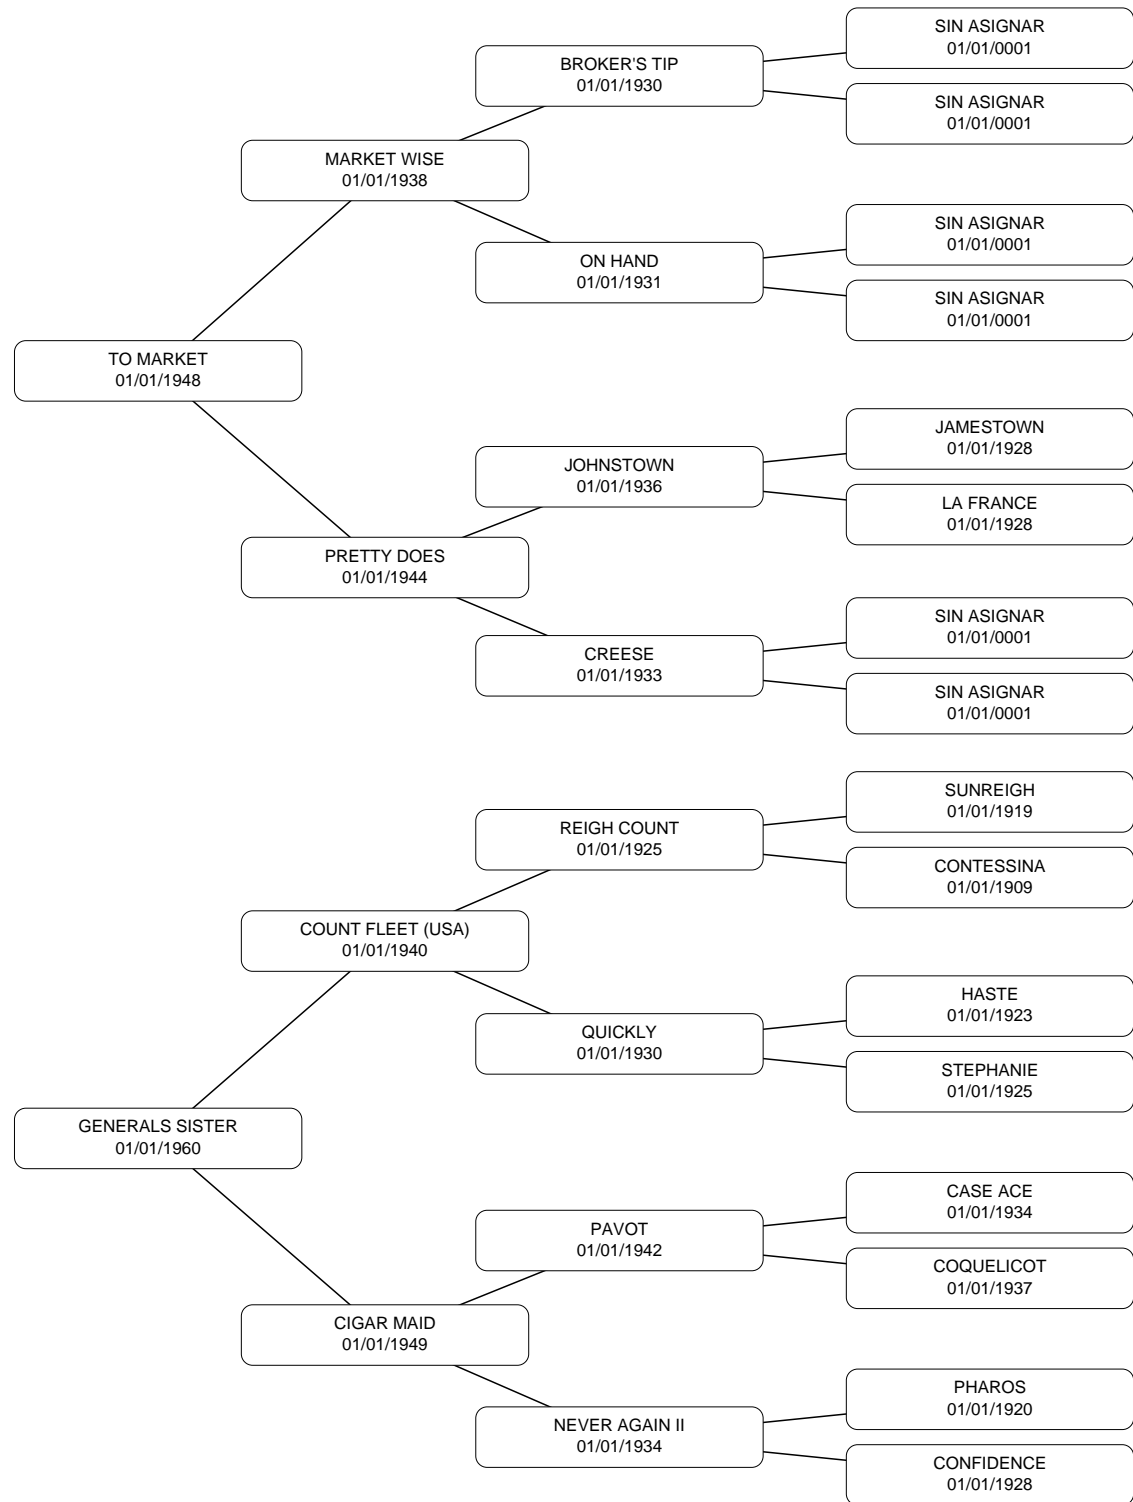 SIN ASIGNAR
01/01/0001
BROKER'S TIP
01/01/1930
SIN ASIGNAR
01/01/0001
MARKET WISE
01/01/1938
SIN ASIGNAR
01/01/0001
ON HAND
01/01/1931
SIN ASIGNAR
01/01/0001
TO MARKET
01/01/1948
JAMESTOWN
01/01/1928
JOHNSTOWN
01/01/1936
LA FRANCE
01/01/1928
PRETTY DOES
01/01/1944
SIN ASIGNAR
01/01/0001
CREESE
01/01/1933
SIN ASIGNAR
01/01/0001
SUNREIGH
01/01/1919
REIGH COUNT
01/01/1925
CONTESSINA
01/01/1909
COUNT FLEET (USA)
01/01/1940
HASTE
01/01/1923
QUICKLY
01/01/1930
STEPHANIE
01/01/1925
GENERALS SISTER
01/01/1960
CASE ACE
01/01/1934
PAVOT
01/01/1942
COQUELICOT
01/01/1937
CIGAR MAID
01/01/1949
PHAROS
01/01/1920
NEVER AGAIN II
01/01/1934
CONFIDENCE
01/01/1928